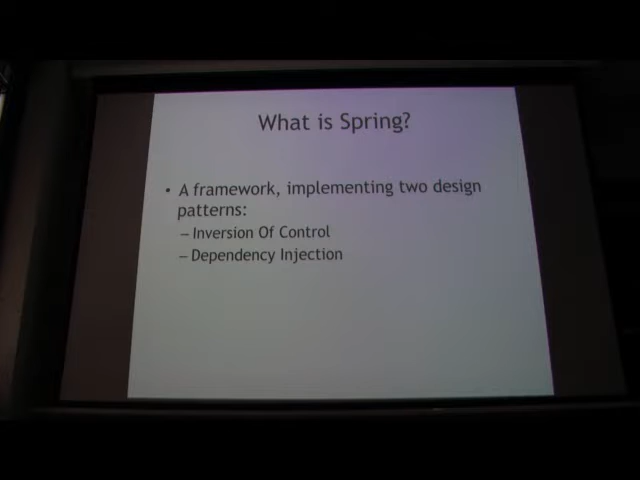 What is Spring?
• A framework, implementing two design
patterns:
– Inversion Of Control
– Dependency Injection